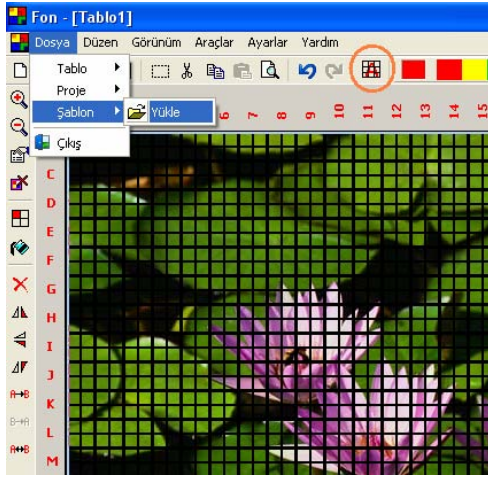 Fon - [Tablo1]
Dosya Düzen Görünüm Araçlar Ayarlar Yardım
Tablo
Proje
Şablon
Yükle
Çıkış
6 7 8 9 10 11 12 13 14 15
C
D
E
F
G
H
I
J
K
L
M
A→B
B→A
A↔B